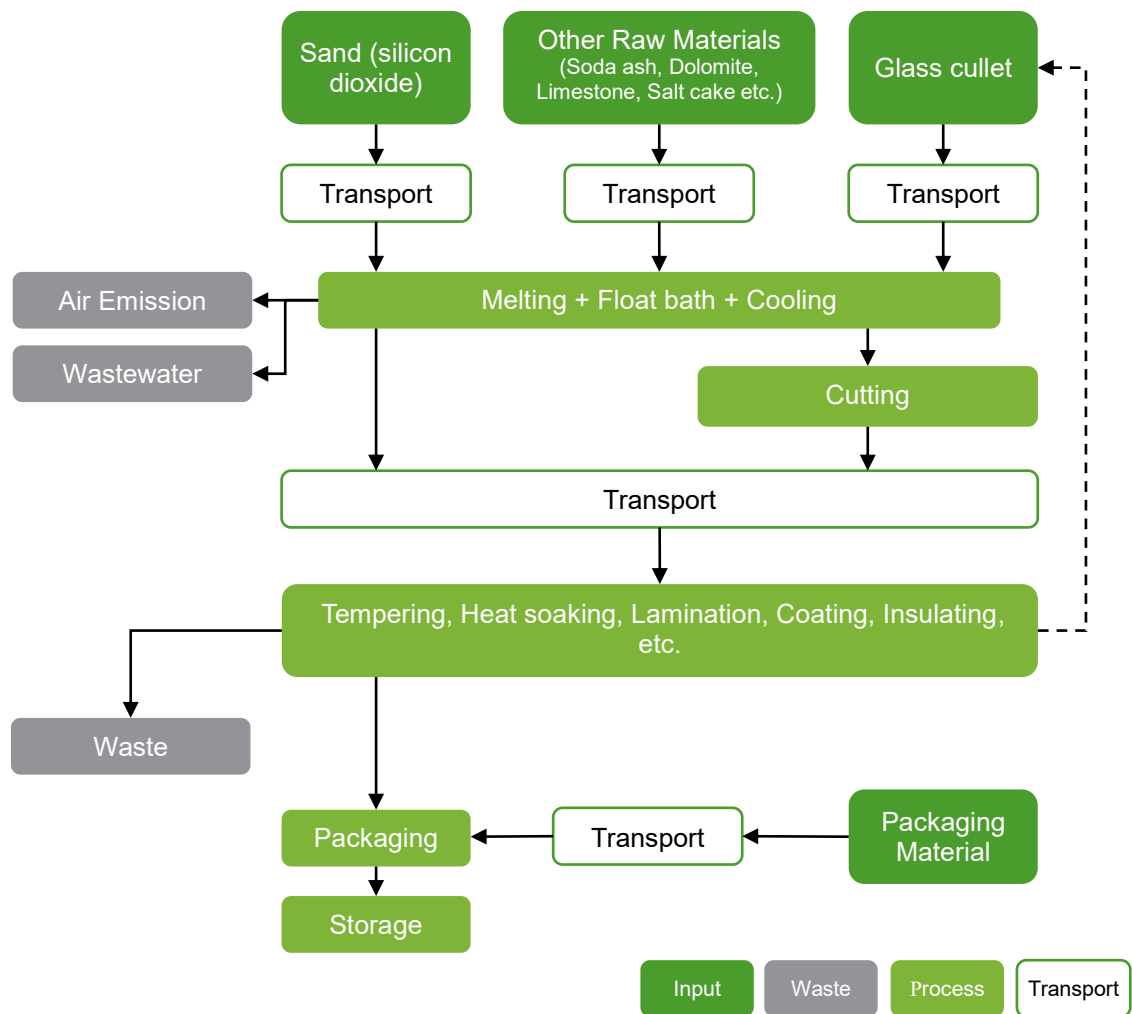 Sand (silicon
dioxide)
Other Raw Materials
(Soda ash, Dolomite,
Limestone, Salt cake etc.)
Glass cullet
Transport
Transport
Transport
Air Emission
Melting + Float bath + Cooling
Wastewater
Cutting
Transport
Tempering, Heat soaking, Lamination, Coating, Insulating,
etc.
Waste
Packaging
Transport
Packaging
Material
Storage
Input
Waste
Process
Transport